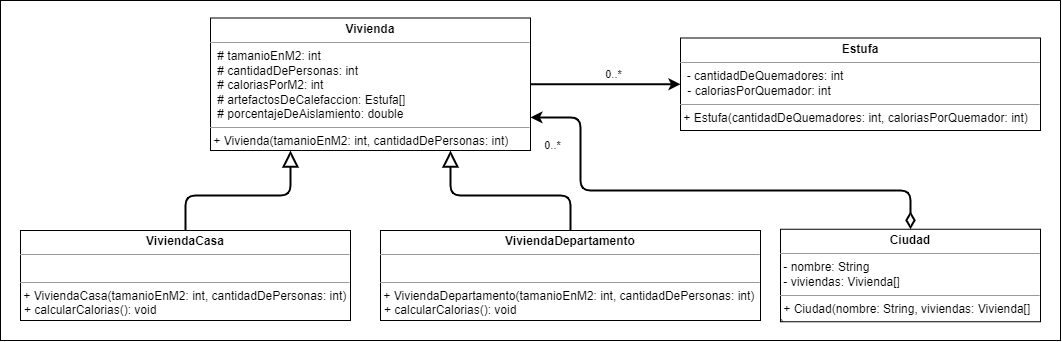 Vivienda
# tamanioEnM2: int
# cantidadDePersonas: int
# caloriasPorM2: int
# artefactosDeCalefaccion: Estufa[]
# porcentajeDeAislamiento: double
+ Vivienda(tamanioEnM2: int, cantidadDePersonas: int)
0..*
Estufa
- cantidadDeQuemadores: int
- caloriasPorQuemador: int
+ Estufa(cantidadDeQuemadores: int, caloriasPorQuemador: int)
0..*
ViviendaCasa
+ ViviendaCasa(tamanioEnM2: int, cantidadDePersonas: int)
+ calcularCalorias(): void
ViviendaDepartamento
+ ViviendaDepartamento(tamanioEnM2: int, cantidadDePersonas: int)
+ calcularCalorias(): void
Ciudad
- nombre: String
- viviendas: Vivienda[]
+ Ciudad(nombre: String, viviendas: Vivienda[]